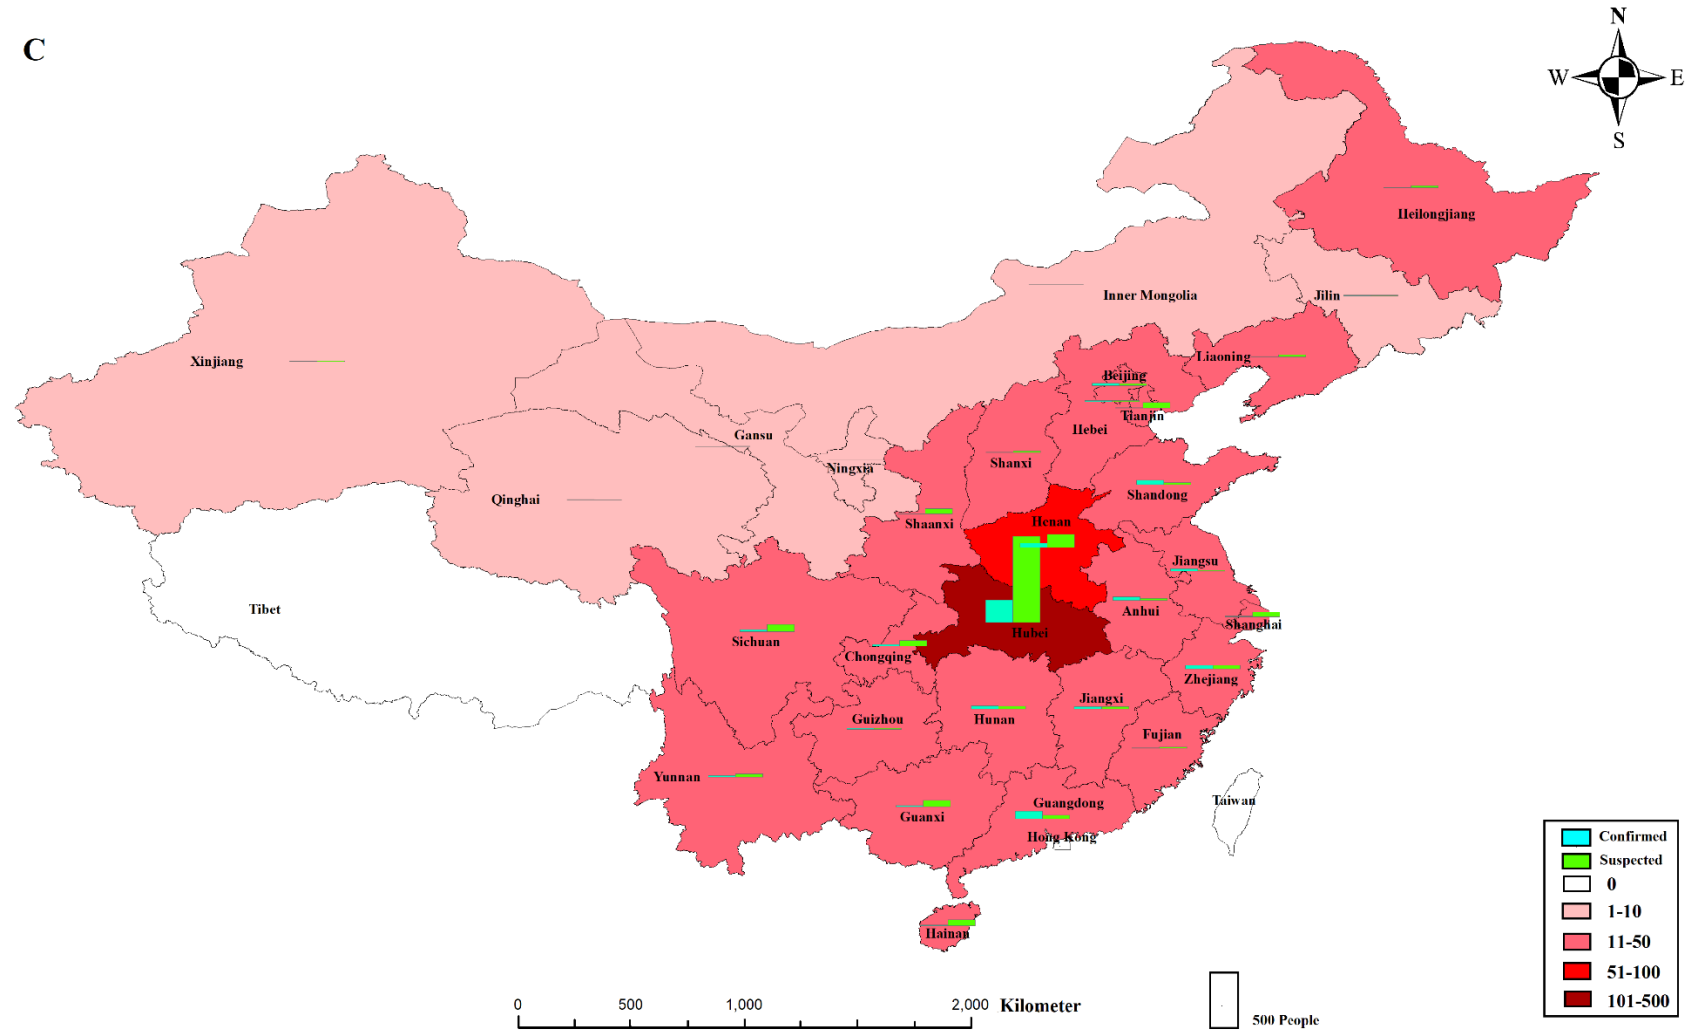 C
N
W E
S
Heilongjiang
Inner Mongolia
Jilin
Xinjiang
Liaoning
Beijing
Tianjin
Hebei
Gansu
Shanxi
Ningxia
Qinghai
Shandong
Shaanxi
Henan
Jiangsu
Tibet
Anhui
Shanghai
Hubei
Sichuan
Chongqing
Zhejiang
Jiangxi
Guizhou
Hunan
Fujian
Yunnan
Taiwan
Guangdong
Guanxi
Hong Kong
Hainan
Confirmed
Suspected
0
1-10
11-50
51-100
101-500
0 500 1,000 2,000 Kilometer
500 People